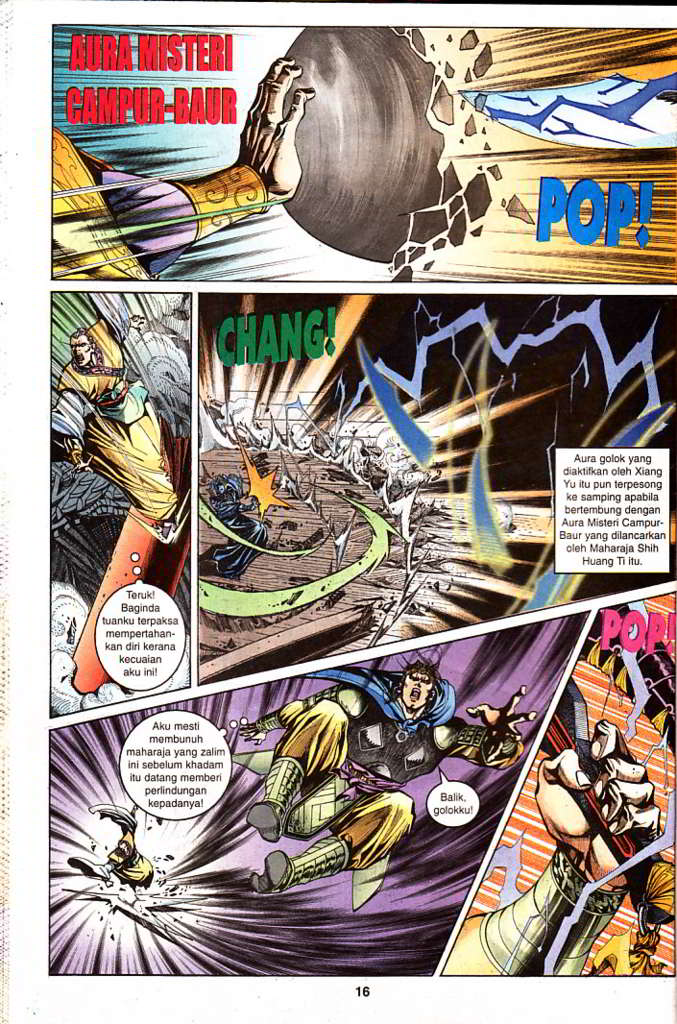 AURA MISTERI
CAMPUR-BAUR
POP!
CHANG!
Aura golok yang
diaktifkan oleh Xiang
Yu itu pun terpesong
ke samping apabila
bertembung dengan
Aura Misteri Campur-
Baur yang dilancarkan
oleh Maharaja Shih
Huang Ti itu.
Teruk!
Baginda
tuanku terpaksa
mempertahan-
kan diri kerana
kecuaian
aku ini!
POP!
Aku mesti
membunuh
maharaja yang zalim
ini sebelum khadam
itu datang memberi
perlindungan
kepadanya!
Balik,
golokku!
16